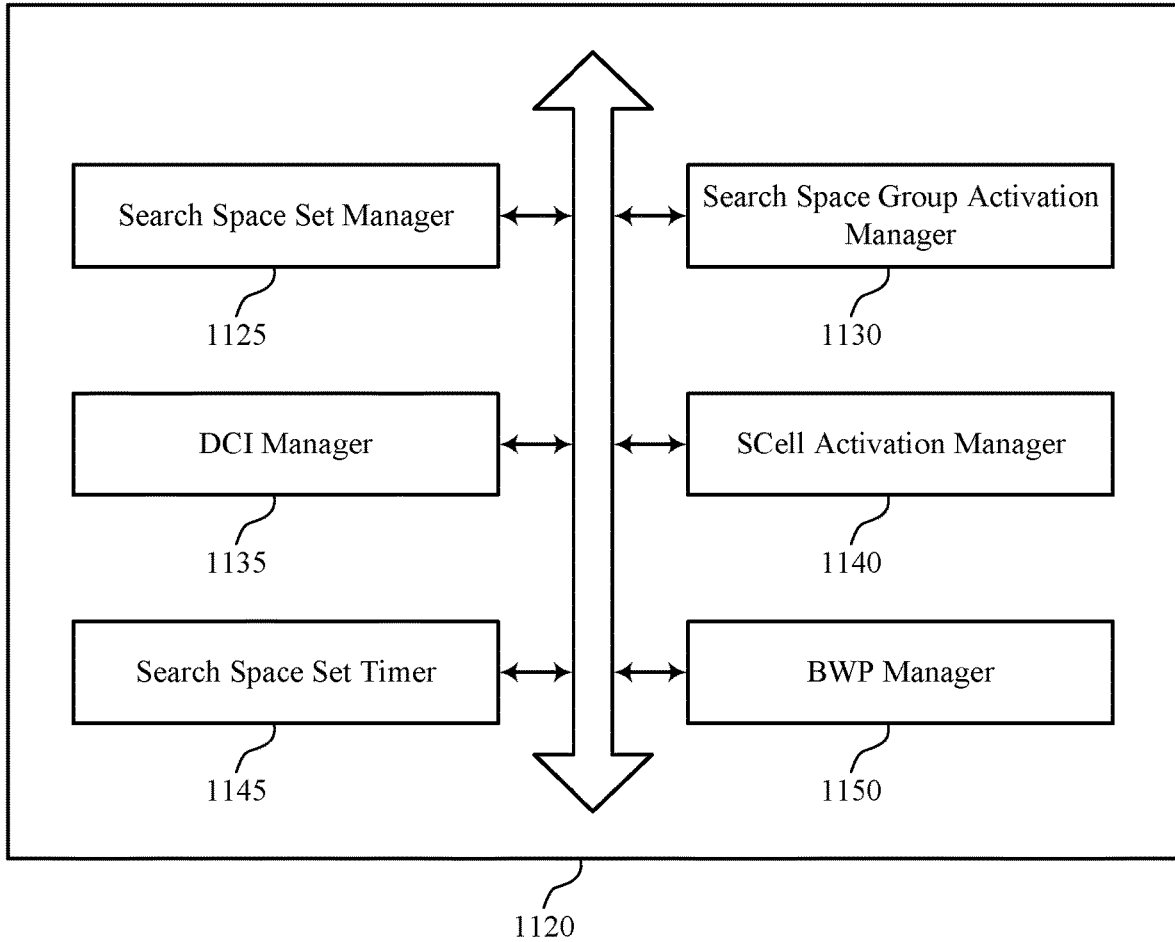 Search Space Set Manager
1125
Search Space Group Activation
Manager
1130
DCI Manager
1135
SCell Activation Manager
1140
Search Space Set Timer
1145
BWP Manager
1150
1120